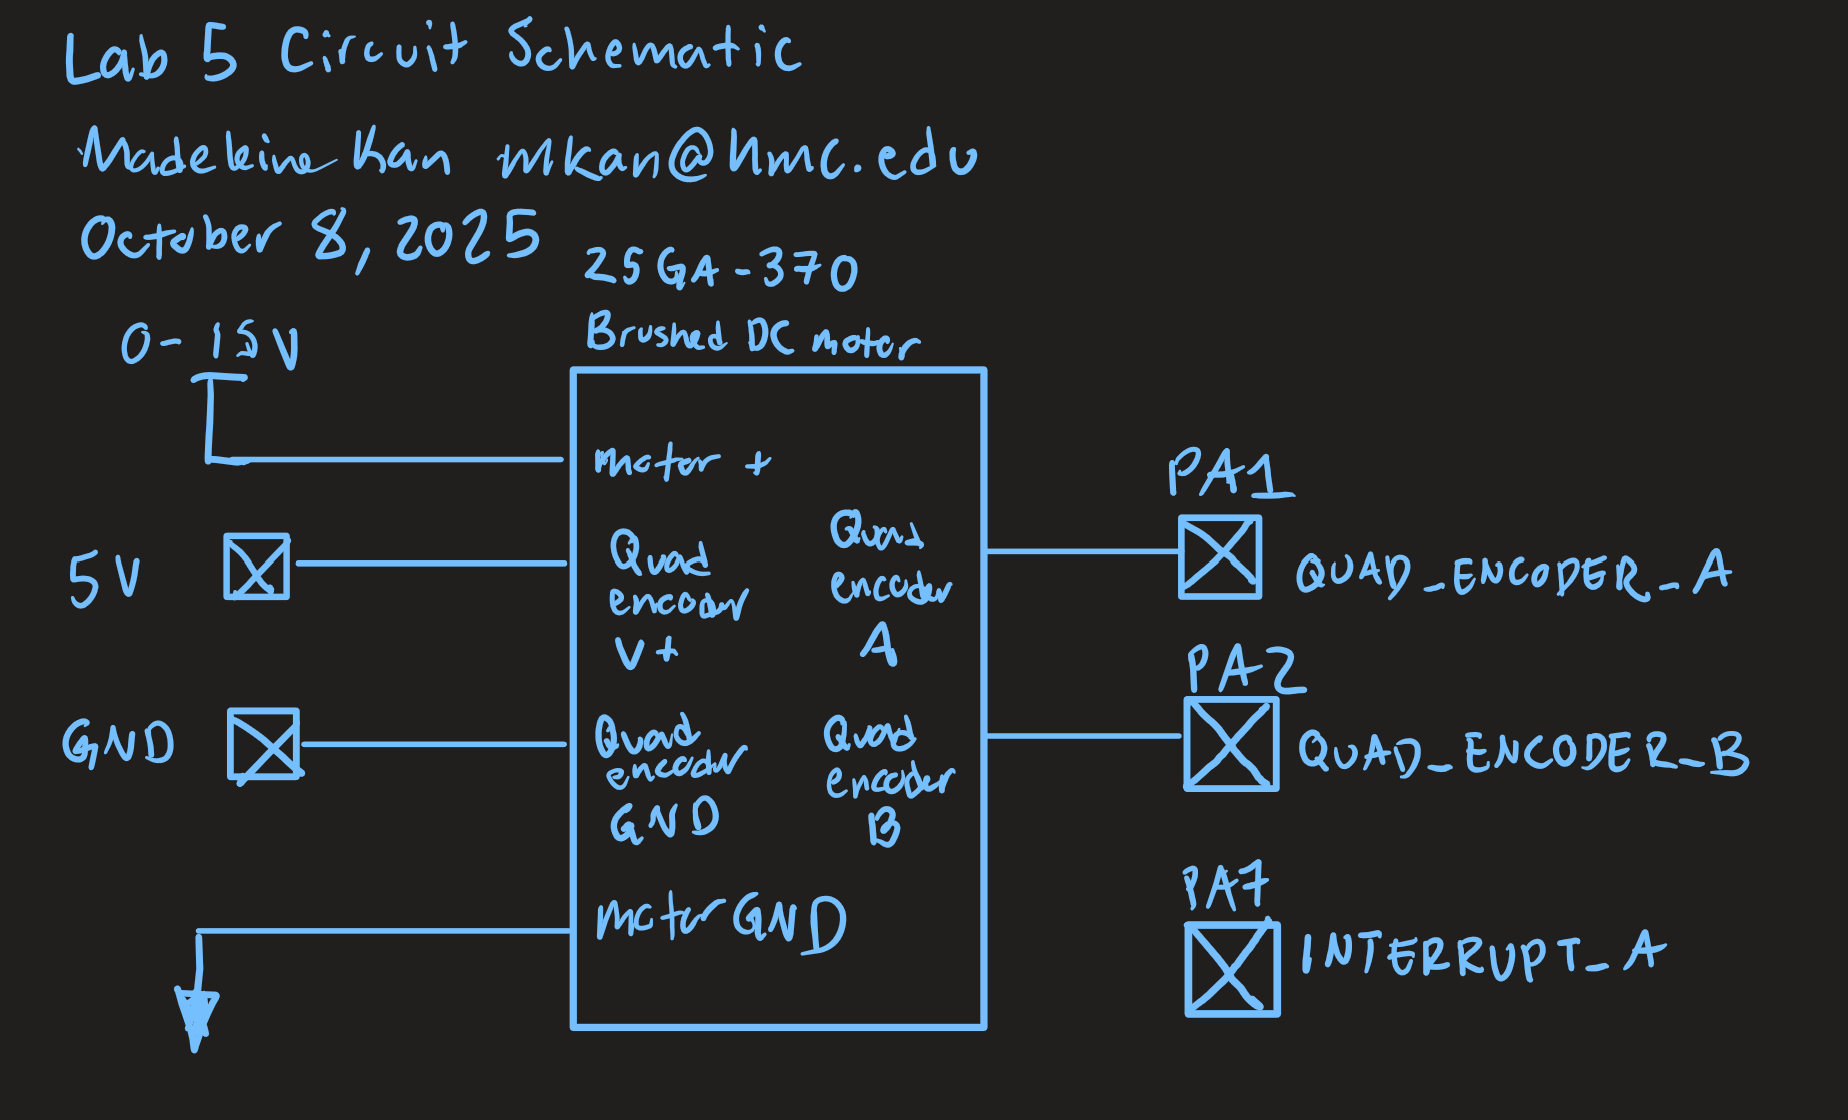 Lab 5 Circuit Schematic
Madeleine Kan mkan@hmc.edu
October 8, 2025
25GA-370
Brushed DC motor
0-15V
motor +
5V
Quad
encoder
V+
Quad
encoder
A
PA1
QUAD_ENCODER_A
GND
Quad
encoder
GND
Quad
encoder
B
PA2
QUAD_ENCODER_B
motor GND
PA7
INTERRUPT_A